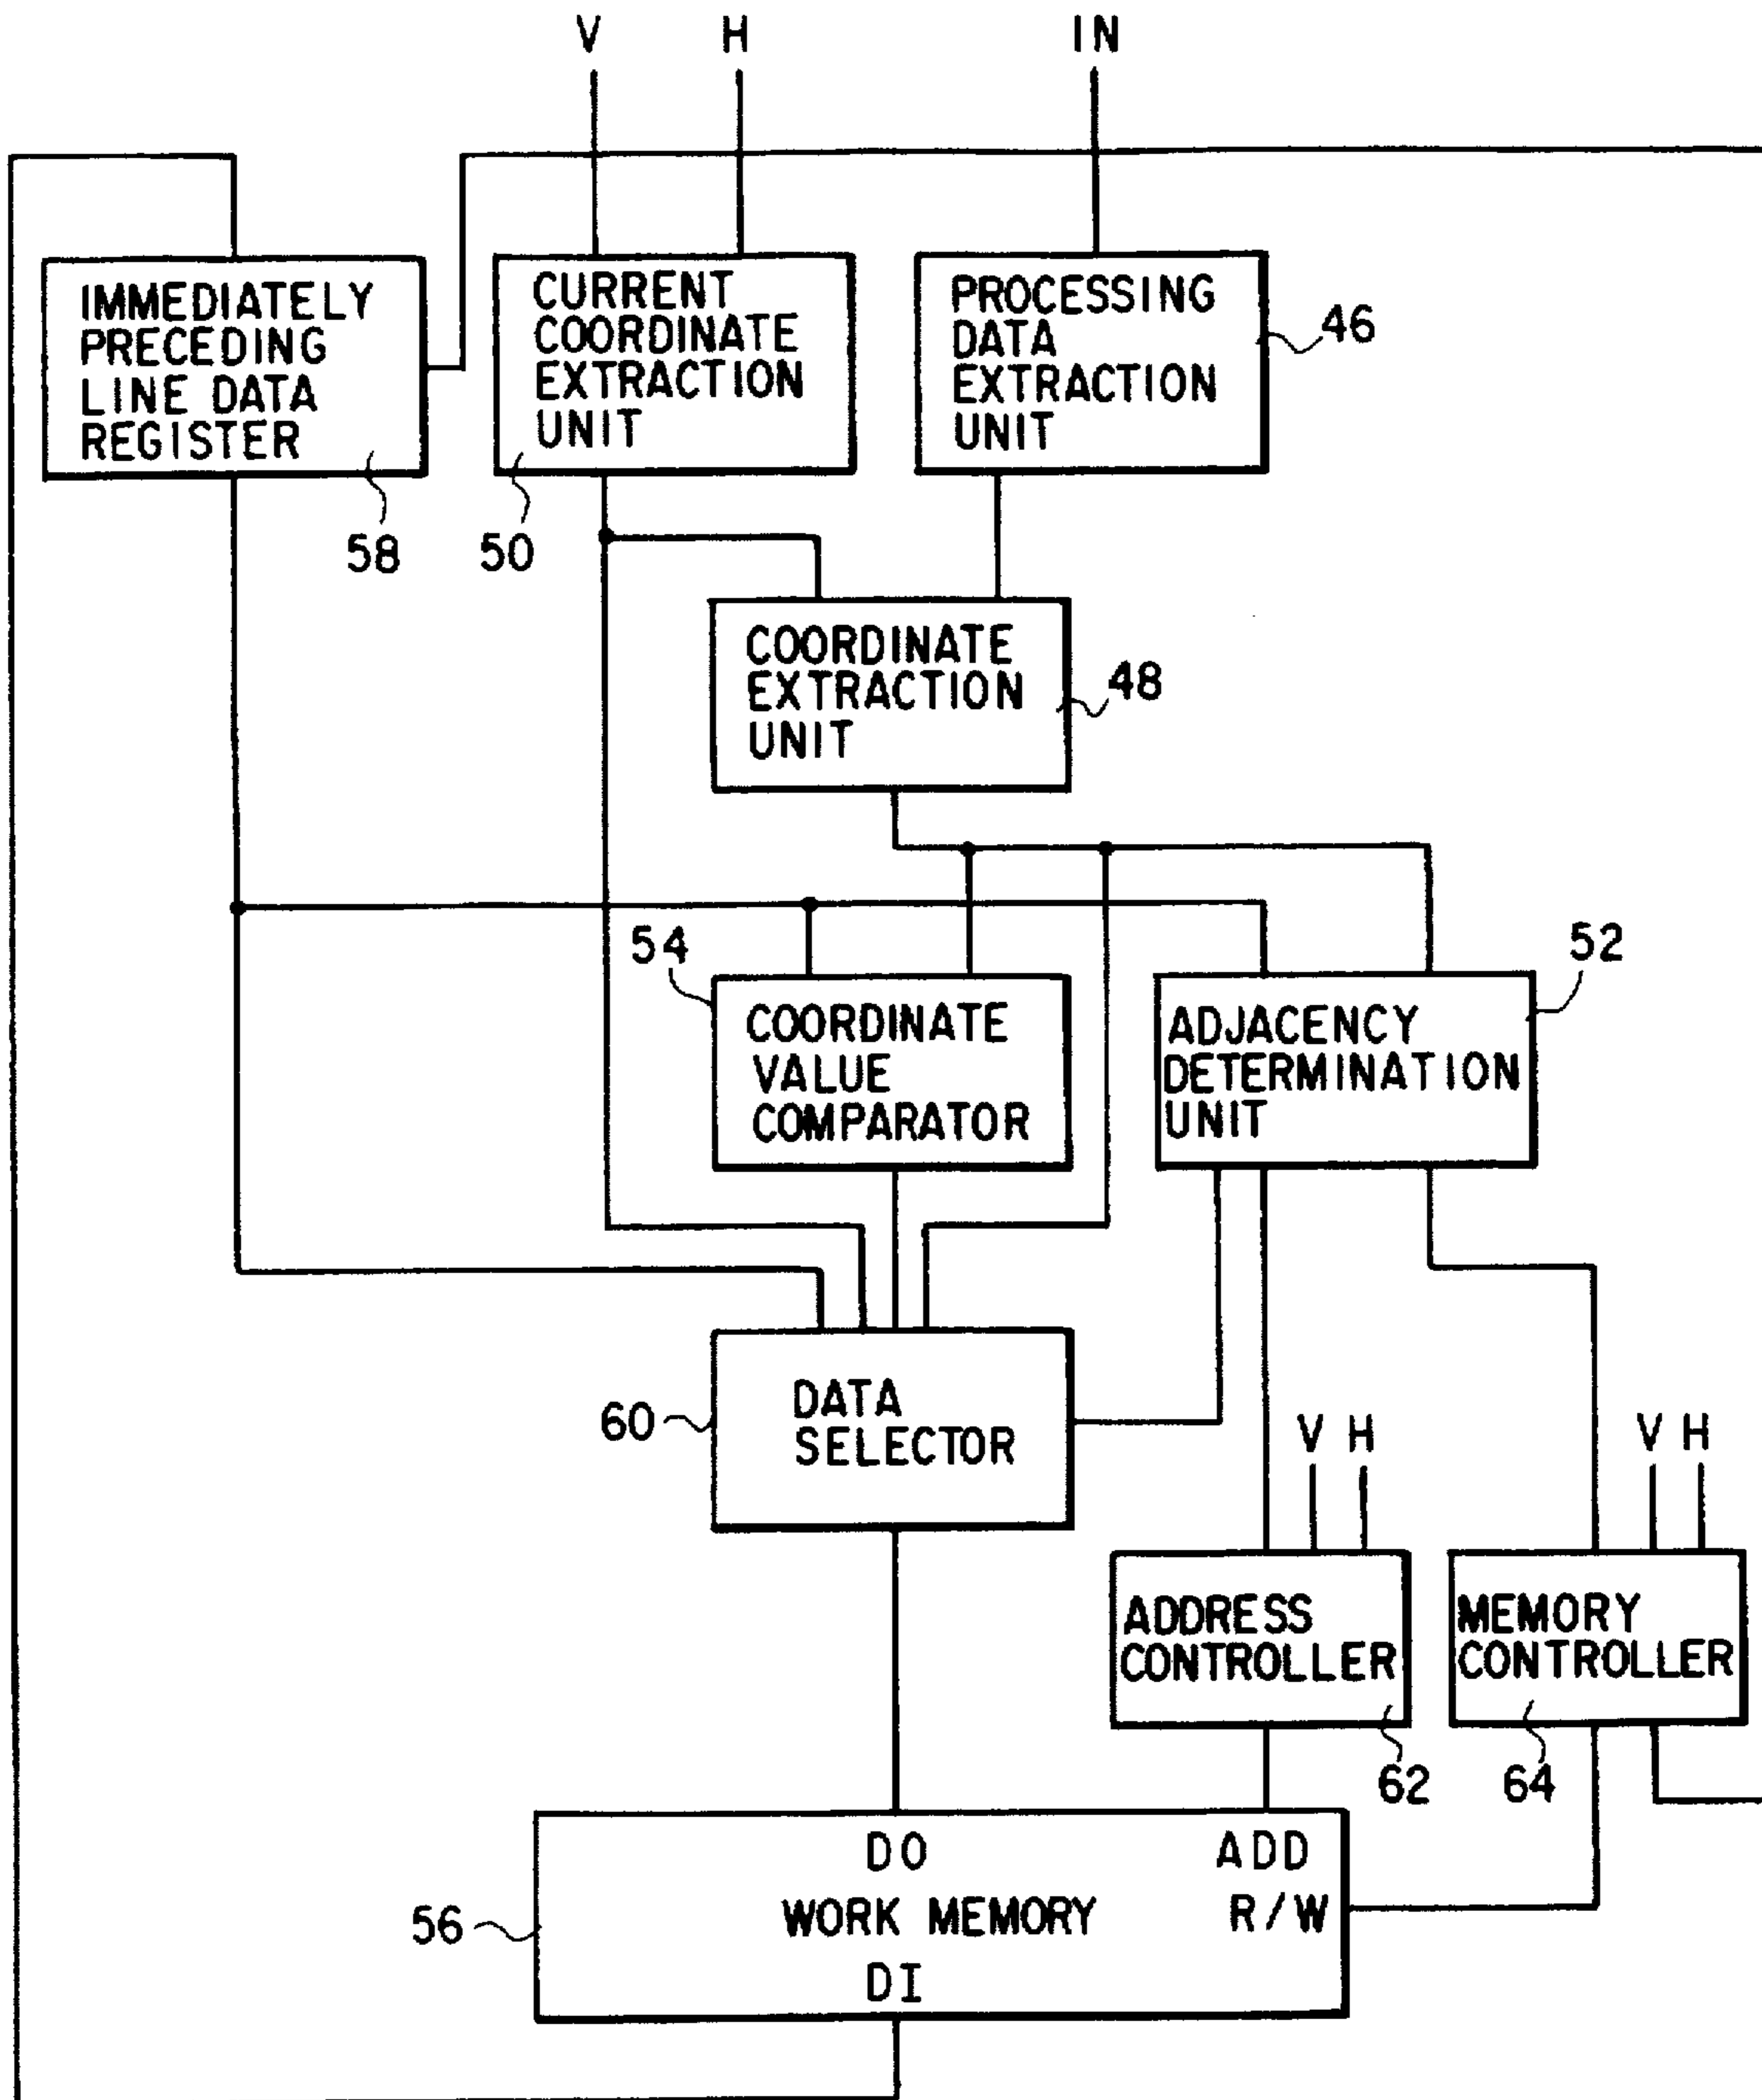 V
H
IN
IMMEDIATELY
PRECEDING
LINE DATA
REGISTER
CURRENT
COORDINATE
EXTRACTION
UNIT
PROCESSING
DATA
EXTRACTION
UNIT
46
58
50
COORDINATE
EXTRACTION
UNIT
48
54
52
COORDINATE
VALUE
COMPARATOR
ADJACENCY
DETERMINATION
UNIT
60
DATA
SELECTOR
V H
V H
ADDRESS
CONTROLLER
MEMORY
CONTROLLER
62
64
DO
ADD
56
WORK MEMORY
R/W
DI